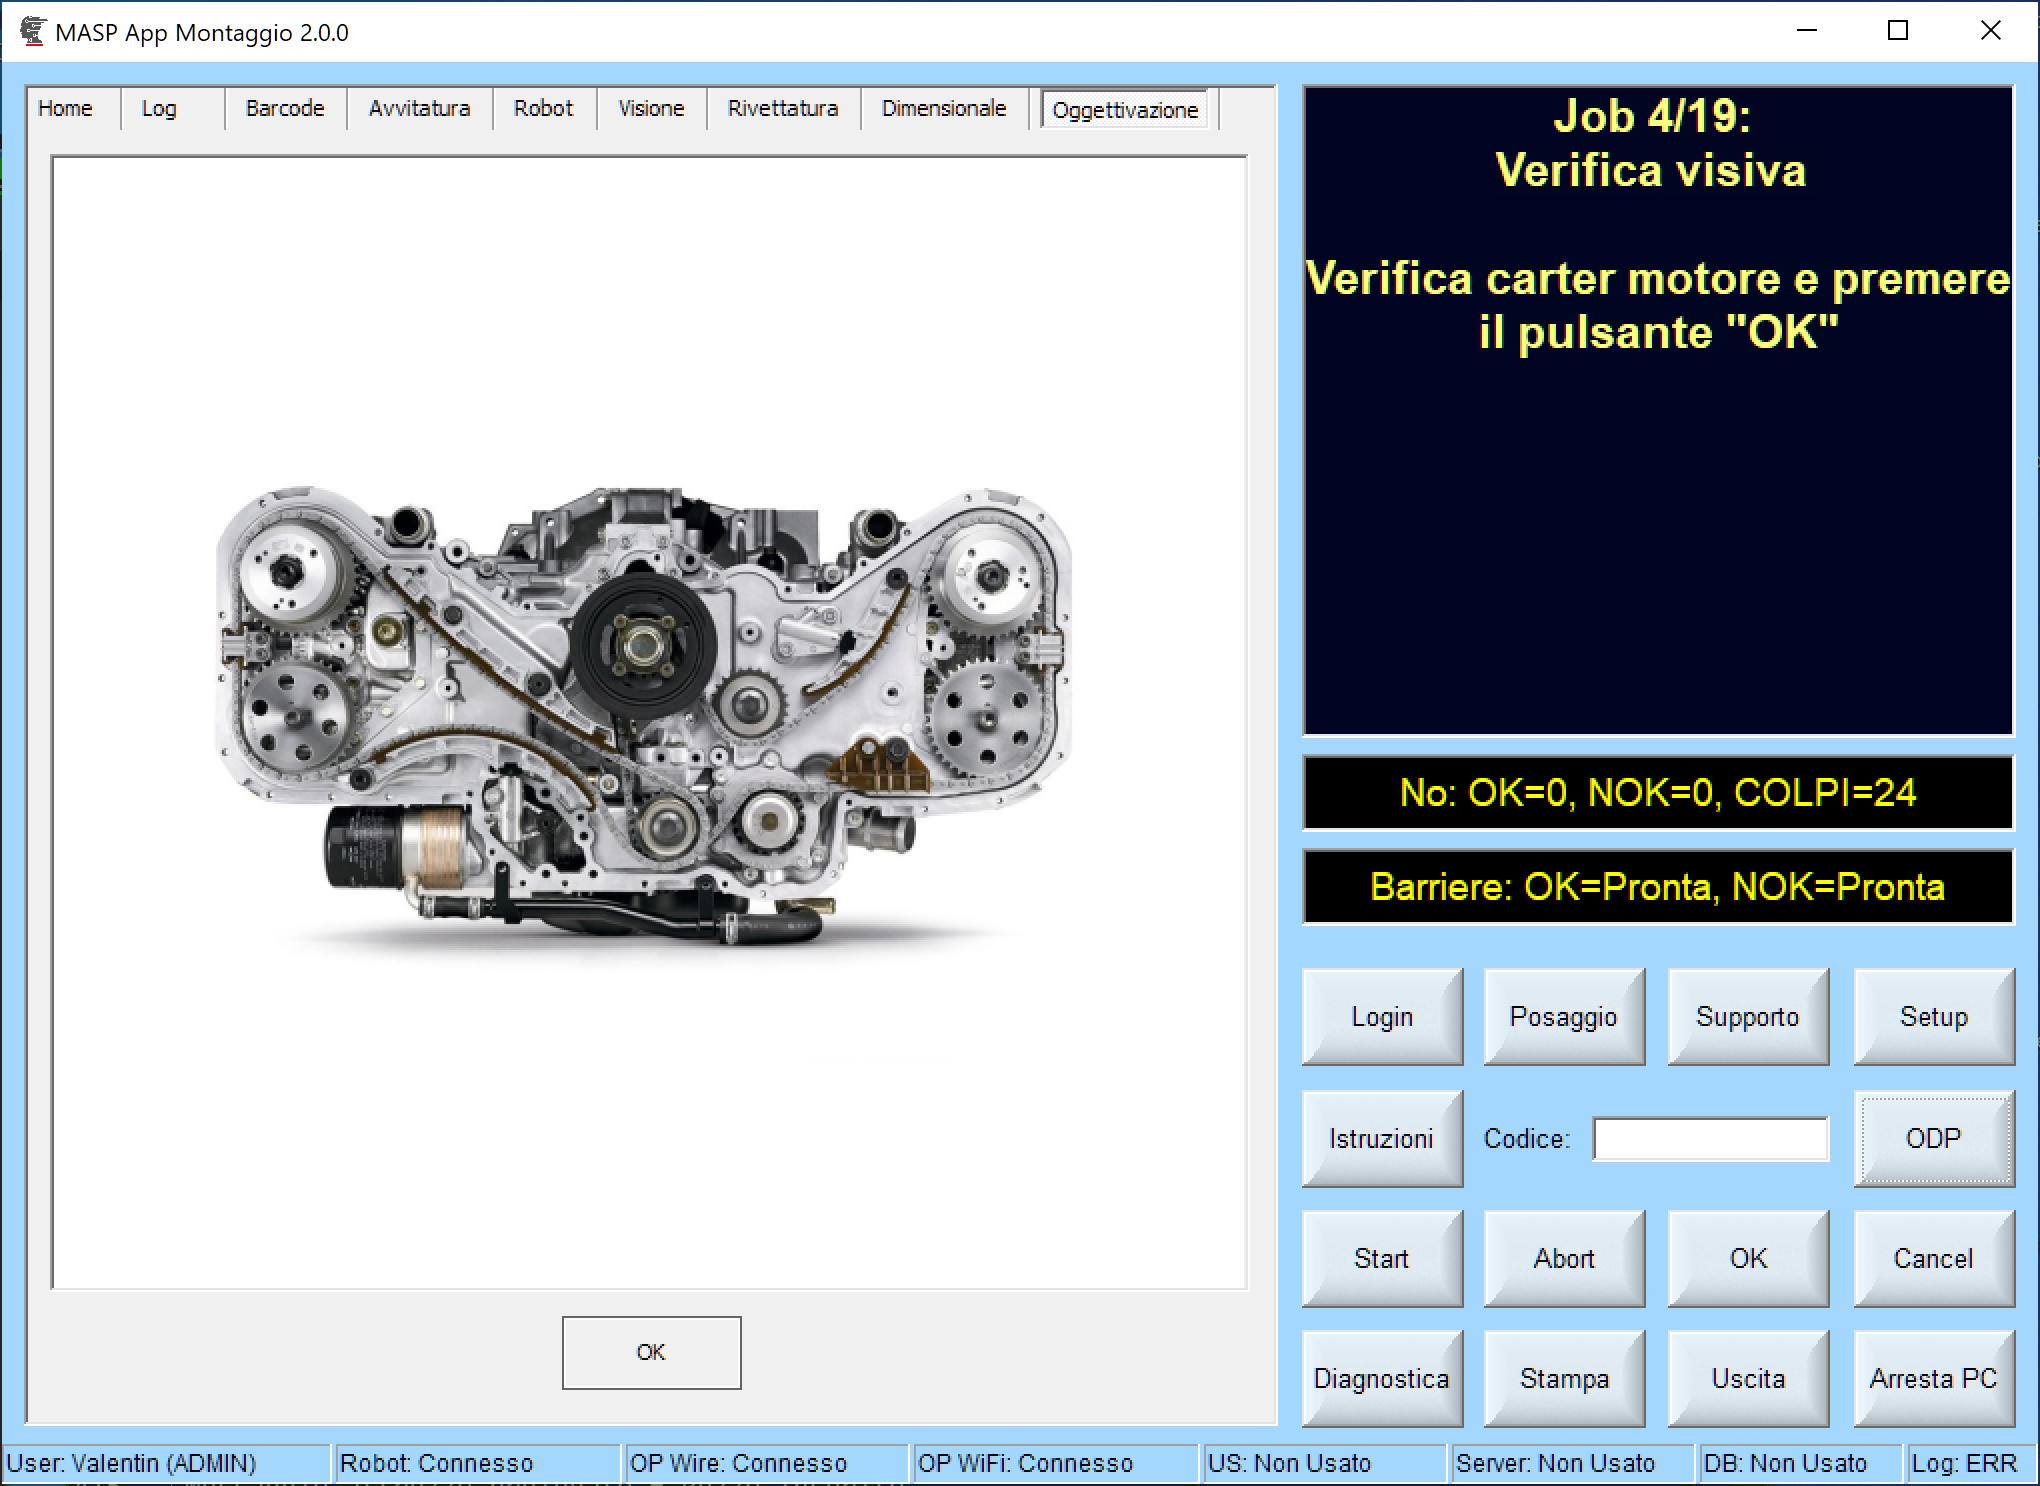 MASP App Montaggio 2.0.0
Home Log Barcode Avvitatura Robot Visione Rivettatura Dimensionale Oggettivazione
Job 4/19:
Verifica visiva
Verifica carter motore e premere
il pulsante "OK"
No: OK=0, NOK=0, COLPI=24
Barriere: OK=Pronta, NOK=Pronta
Login Posaggio Supporto Setup
Istruzioni Codice: ODP
Start Abort OK Cancel
Diagnostica Stampa Uscita Arresta PC
OK
User: Valentin (ADMIN) Robot: Connesso OP Wire: Connesso OP WiFi: Connesso US: Non Usato Server: Non Usato DB: Non Usato Log: ERR